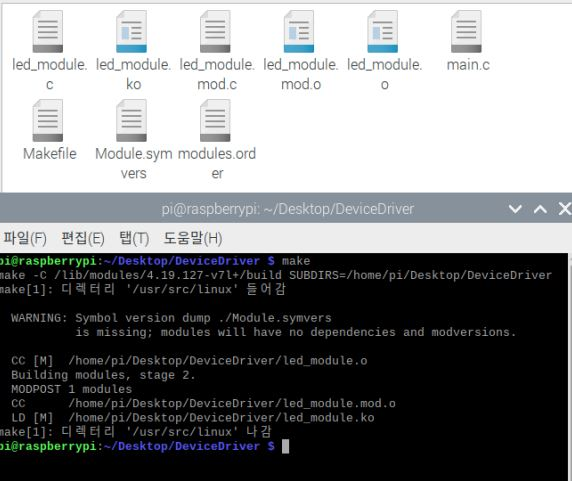 led_module.c
led_module.ko
led_module.mod.c
led_module.mod.o
led_module.o
main.c
Makefile
Module.symvers
modules.order
pi@raspberrypi: ~/Desktop/DeviceDriver
파일(F) 편집(E) 탭(T) 도움말(H)
pi@raspberrypi:~/Desktop/DeviceDriver $ make
make -C /lib/modules/4.19.127-v7l+/build SUBDIRS=/home/pi/Desktop/DeviceDriver
make[1]: 디렉터리 '/usr/src/linux' 들어감
WARNING: Symbol version dump ./Module.symvers
is missing; modules will have no dependencies and modversions.
CC [M] /home/pi/Desktop/DeviceDriver/led_module.o
Building modules, stage 2.
MODPOST 1 modules
CC /home/pi/Desktop/DeviceDriver/led_module.mod.o
LD [M] /home/pi/Desktop/DeviceDriver/led_module.ko
make[1]: 디렉터리 '/usr/src/linux' 나감
pi@raspberrypi:~/Desktop/DeviceDriver $